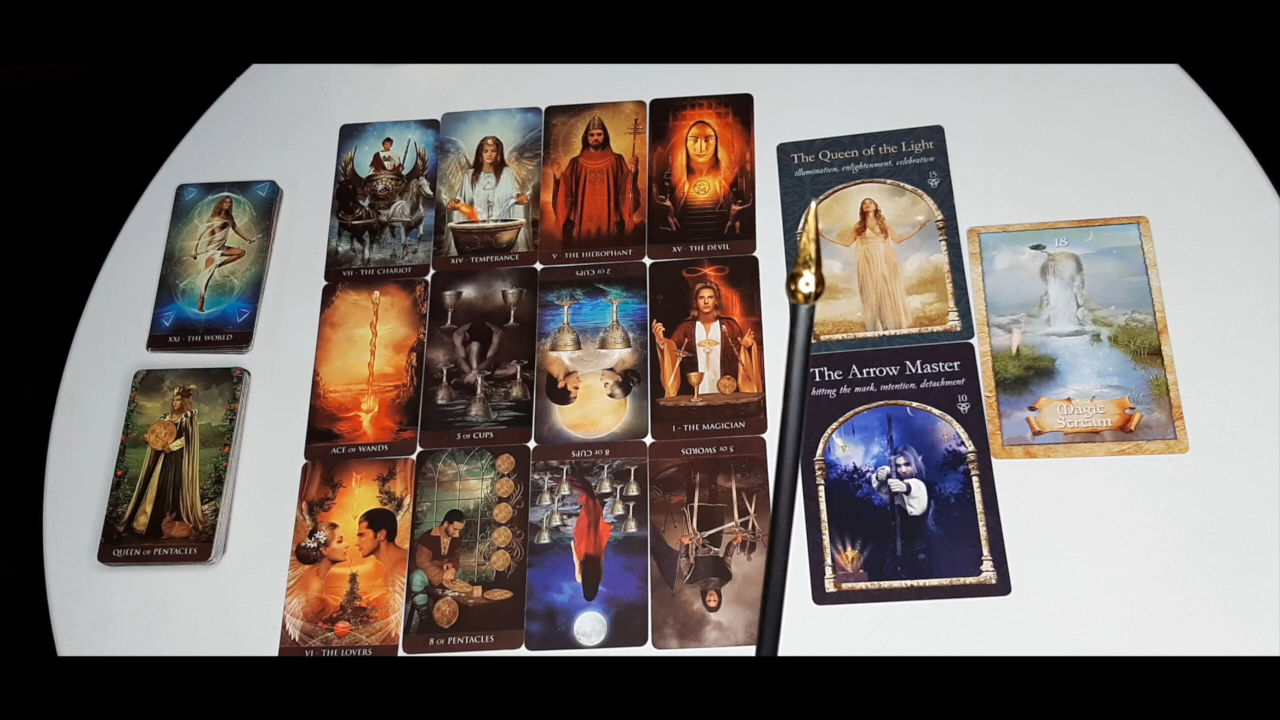 XXI - THE WORLD
QUEEN OF PENTACLES
VII - THE CHARIOT
XIV - TEMPERANCE
V - THE HIEROPHANT
XV - THE DEVIL
ACE OF WANDS
5 OF CUPS
2 OF CUPS
I - THE MAGICIAN
VI - THE LOVERS
8 OF PENTACLES
8 OF CUPS
5 OF SWORDS
The Queen of the Light
illumination, enlightenment, celebration
15
The Arrow Master
hitting the mark, intention, detachment
10
18
Magic
Stream